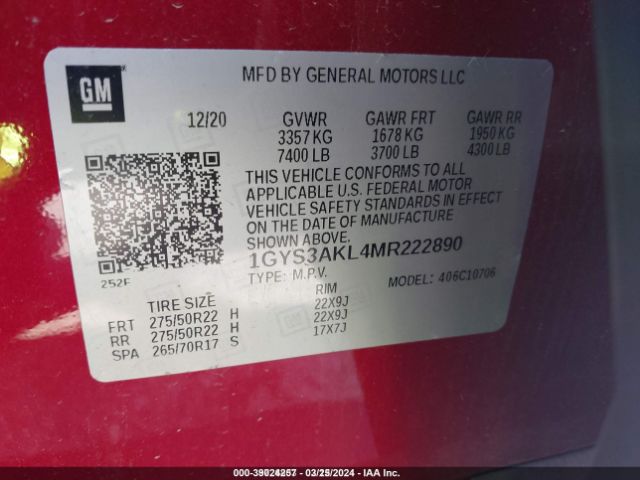 GM
MFD BY GENERAL MOTORS LLC
12/20 GVWR GAWR FRT GAWR RR
3357 KG 1678 KG 1950 KG
7400 LB 3700 LB 4300 LB
THIS VEHICLE CONFORMS TO ALL
APPLICABLE U.S. FEDERAL MOTOR
VEHICLE SAFETY STANDARDS IN EFFECT
ON THE DATE OF MANUFACTURE
SHOWN ABOVE.
1GYS3AKL4MR222890
252F TYPE: M.P.V. MODEL: 406C10706
TIRE SIZE RIM
FRT 275/50R22 H 22X9J
RR 275/50R22 H 22X9J
SPA 265/70R17 S 17X7J
03/25/2024 - IAA Inc.